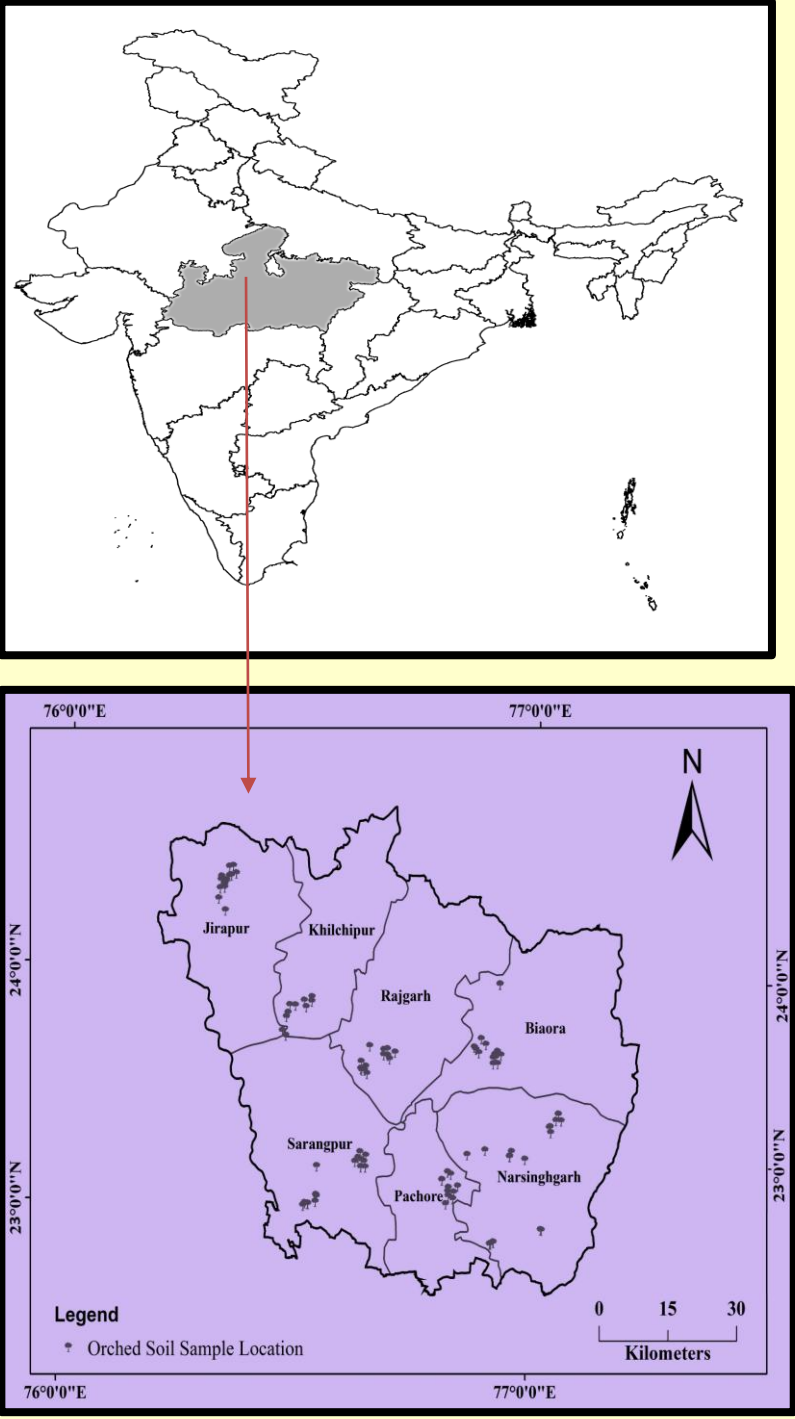 76°0'0"E
77°0'0"E
N
24°0'0"N
24°0'0"N
Jirapur
Khilchipur
Rajgarh
Biaora
Sarangpur
Pachore
Narsinghgarh
23°0'0"N
23°0'0"N
Legend
Orched Soil Sample Location
0 15 30
Kilometers
76°0'0"E
77°0'0"E